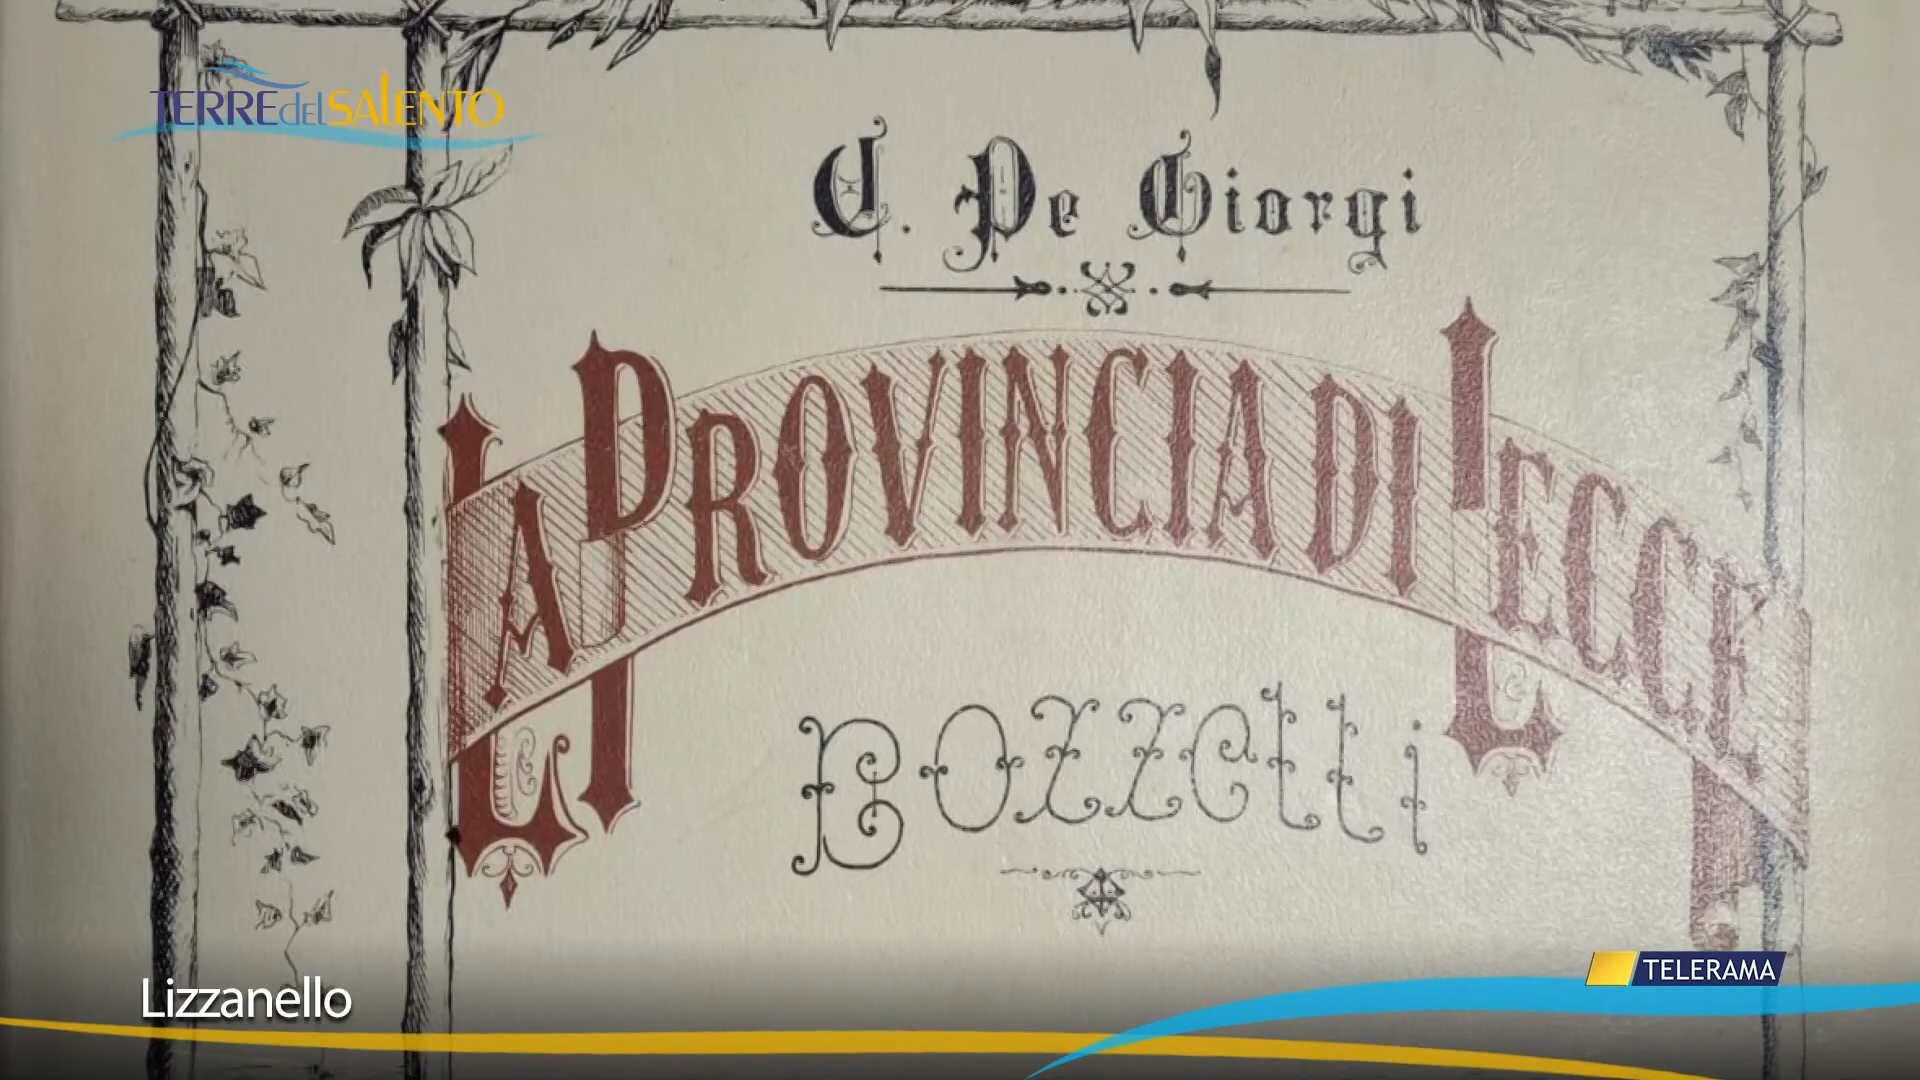 TERRE del SALENTO
C. De Giorgi
LA PROVINCIA DI LECCE
Bozzetti
TELERAMA
Lizzanello